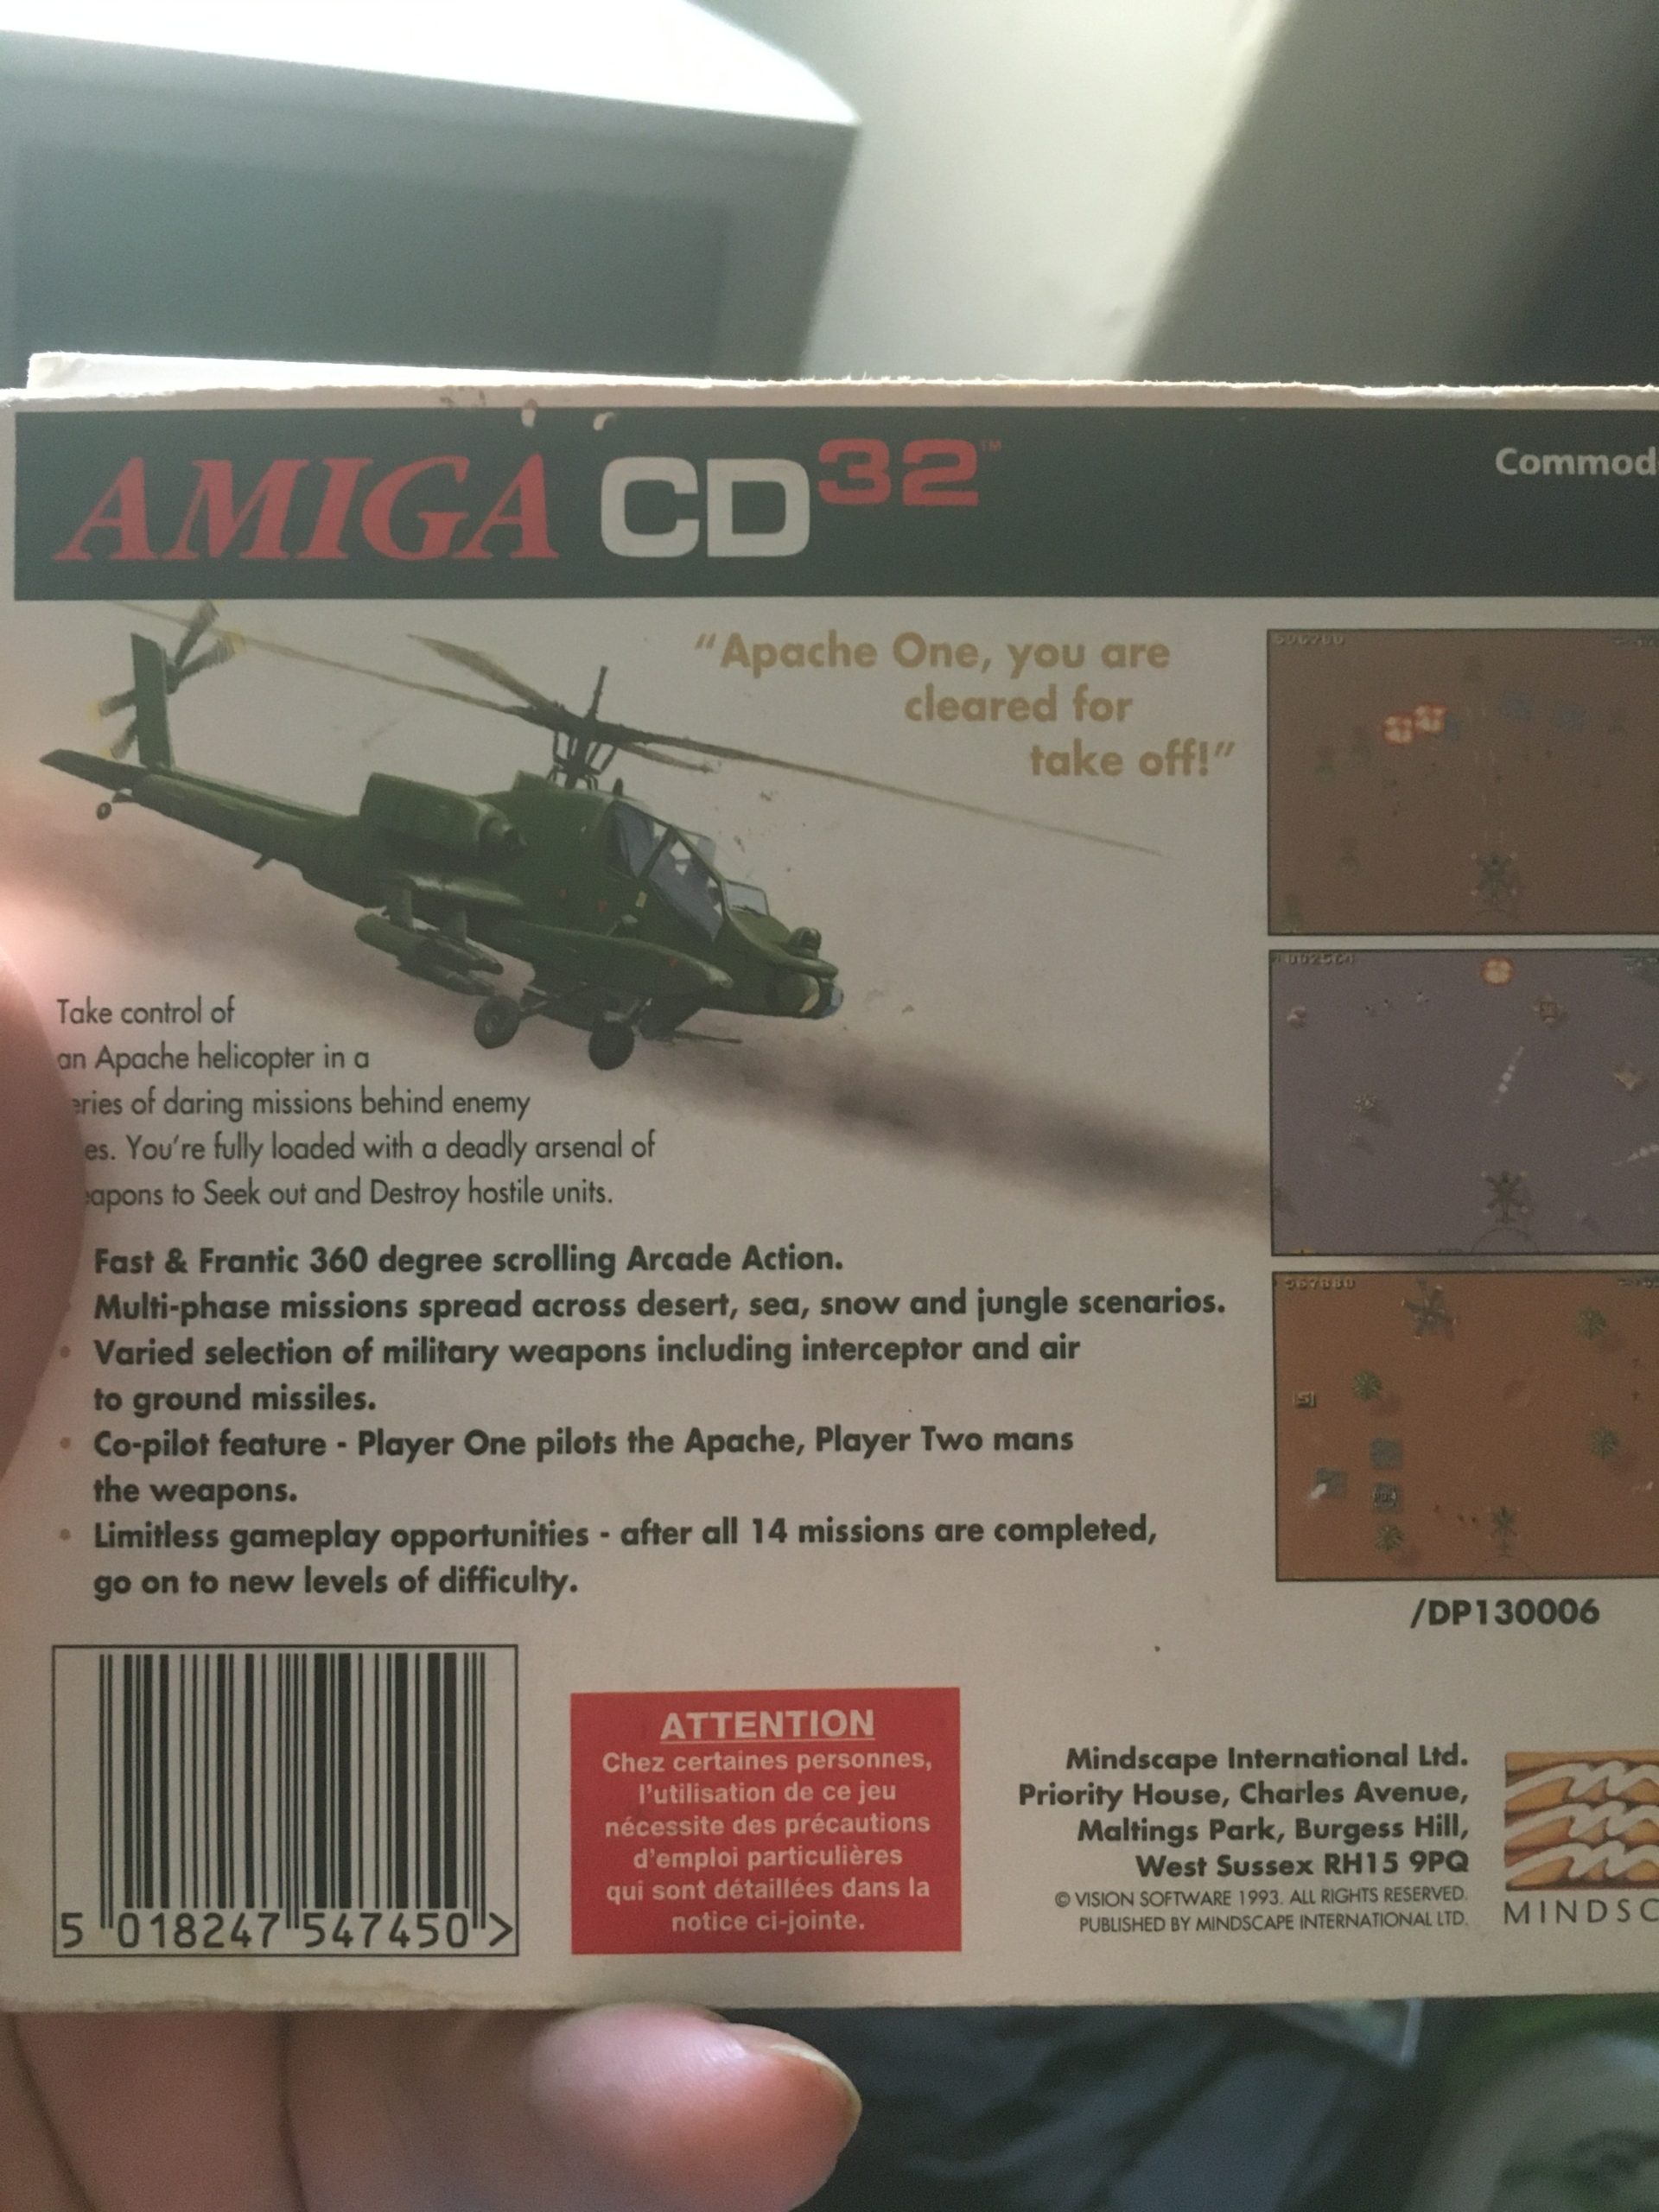 AMIGA CD32™
Commod
“Apache One, you are
cleared for
take off!”
Take control of
an Apache helicopter in a
eries of daring missions behind enemy
es. You’re fully loaded with a deadly arsenal of
eapons to Seek out and Destroy hostile units.
Fast & Frantic 360 degree scrolling Arcade Action.
Multi-phase missions spread across desert, sea, snow and jungle scenarios.
• Varied selection of military weapons including interceptor and air
to ground missiles.
• Co-pilot feature - Player One pilots the Apache, Player Two mans
the weapons.
• Limitless gameplay opportunities - after all 14 missions are completed,
go on to new levels of difficulty.
/DP130006
5 018247 547450 >
ATTENTION
Chez certaines personnes,
l’utilisation de ce jeu
nécessite des précautions
d’emploi particulières
qui sont détaillées dans la
notice ci-jointe.
Mindscape International Ltd.
Priority House, Charles Avenue,
Maltings Park, Burgess Hill,
West Sussex RH15 9PQ
© VISION SOFTWARE 1993. ALL RIGHTS RESERVED.
PUBLISHED BY MINDSCAPE INTERNATIONAL LTD.
MINDSC